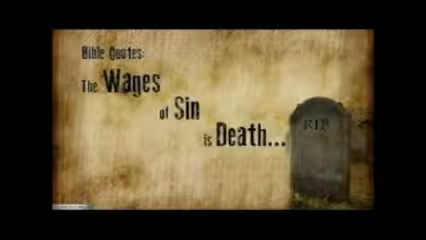 Bible Quotes:
The Wages
of Sin
is Death...
RIP